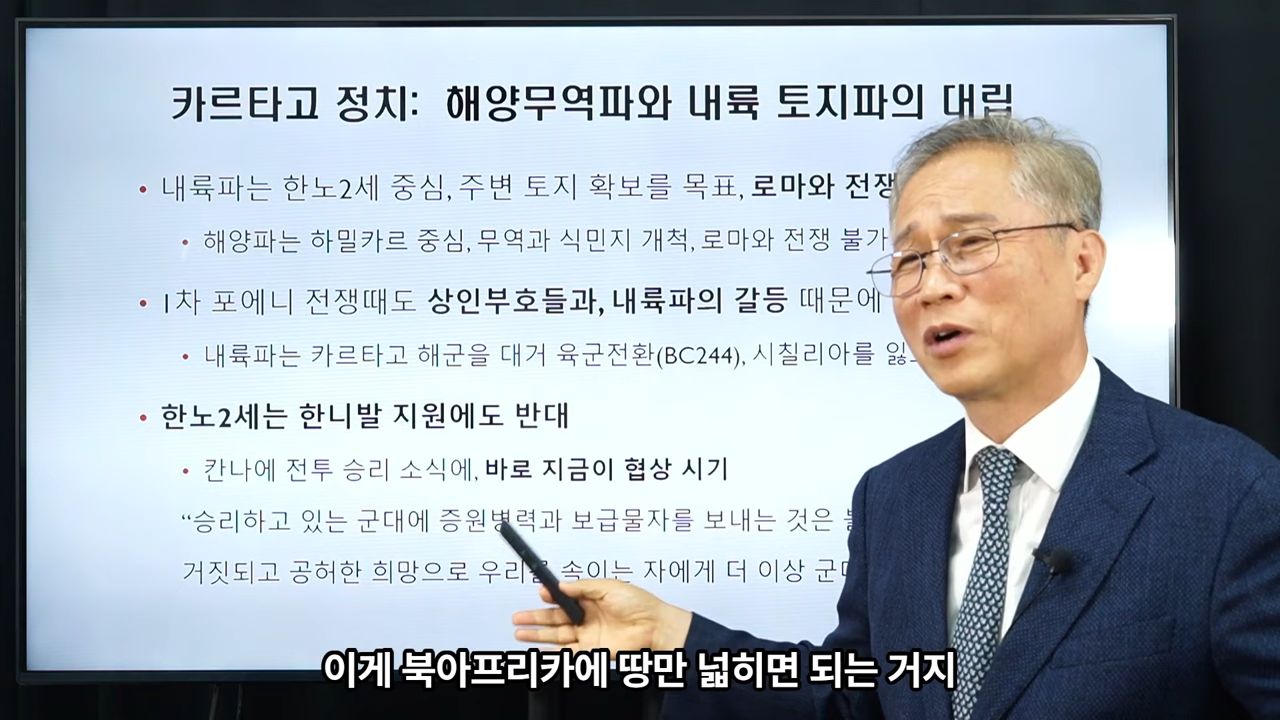 카르타고 정치: 해양무역파와 내륙 토지파의 대립
• 내륙파는 한노2세 중심, 주변 토지 확보를 목표, 로마와 전쟁
• 해양파는 하밀카르 중심, 무역과 식민지 개척, 로마와 전쟁 불가
• 1차 포에니 전쟁때도 상인부호들과, 내륙파의 갈등 때문에
• 내륙파는 카르타고 해군을 대거 육군전환(BC244), 시칠리아를 잃
• 한노2세는 한니발 지원에도 반대
• 칸나에 전투 승리 소식에, 바로 지금이 협상 시기
“승리하고 있는 군대에 증원병력과 보급물자를 보내는 것은
거짓되고 공허한 희망으로 우리를 속이는 자에게 더 이상
이게 북아프리카에 땅만 넓히면 되는 거지